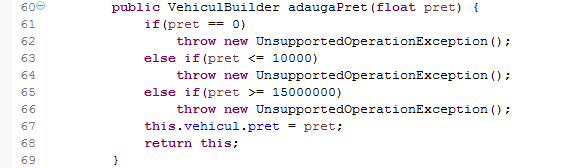 60 public VehiculBuilder adaugaPret(float pret) {
61 if(pret == 0)
62 throw new UnsupportedOperationException();
63 else if(pret <= 10000)
64 throw new UnsupportedOperationException();
65 else if(pret >= 15000000)
66 throw new UnsupportedOperationException();
67 this.vehicul.pret = pret;
68 return this;
69 }